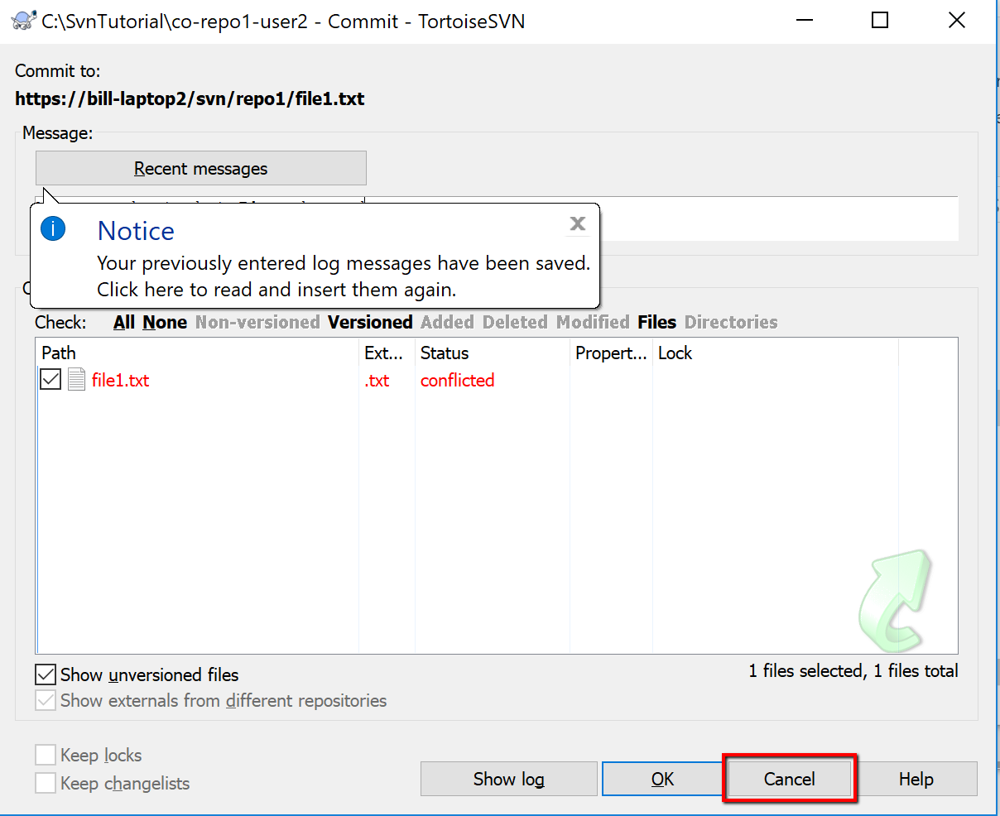 C:\SvnTutorial\co-repo1-user2 - Commit - TortoiseSVN
Commit to:
https://bill-laptop2/svn/repo1/file1.txt
Message:
Recent messages
Notice
Your previously entered log messages have been saved.
Click here to read and insert them again.
Check: All None Non-versioned Versioned Added Deleted Modified Files Directories
Path Ext... Status Propert... Lock
file1.txt .txt conflicted
Show unversioned files
1 files selected, 1 files total
Show externals from different repositories
Keep locks
Keep changelists
Show log OK Cancel Help